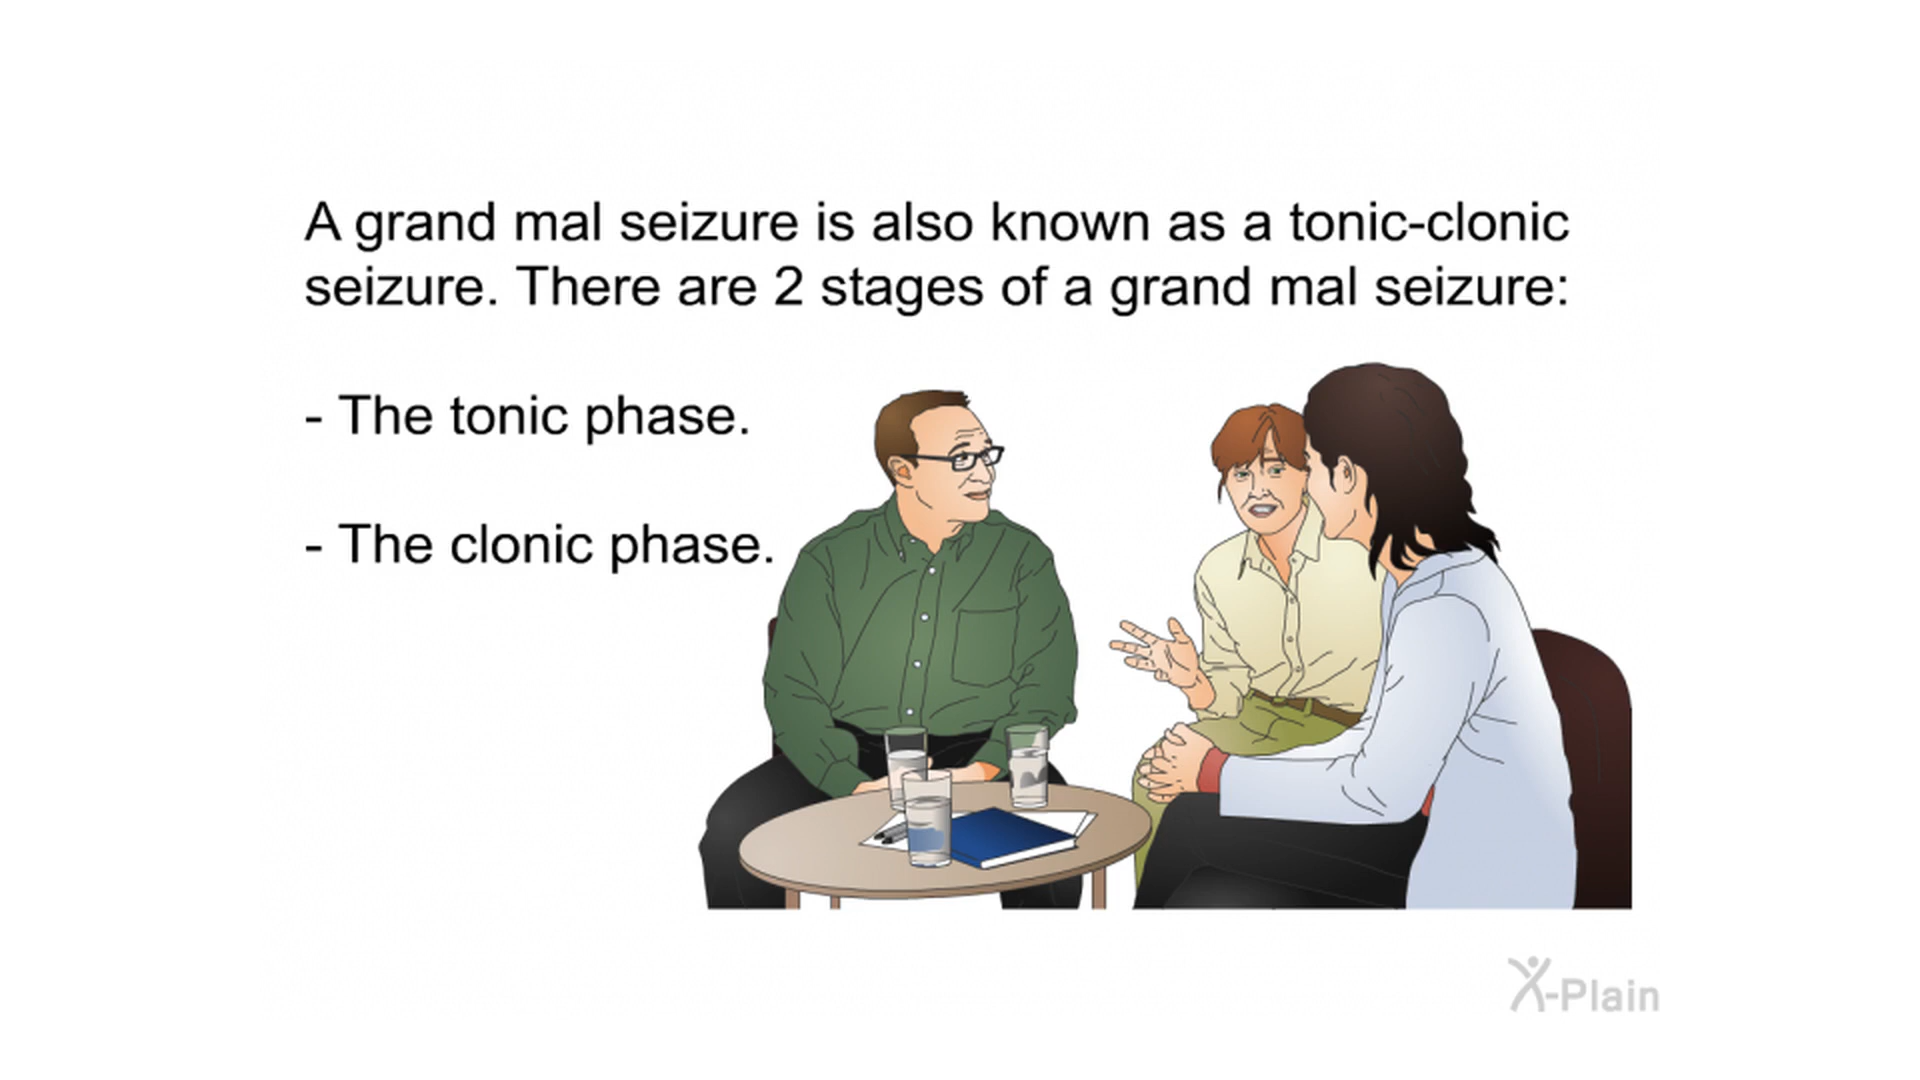 A grand mal seizure is also known as a tonic-clonic
seizure. There are 2 stages of a grand mal seizure:
- The tonic phase.
- The clonic phase.
X-Plain